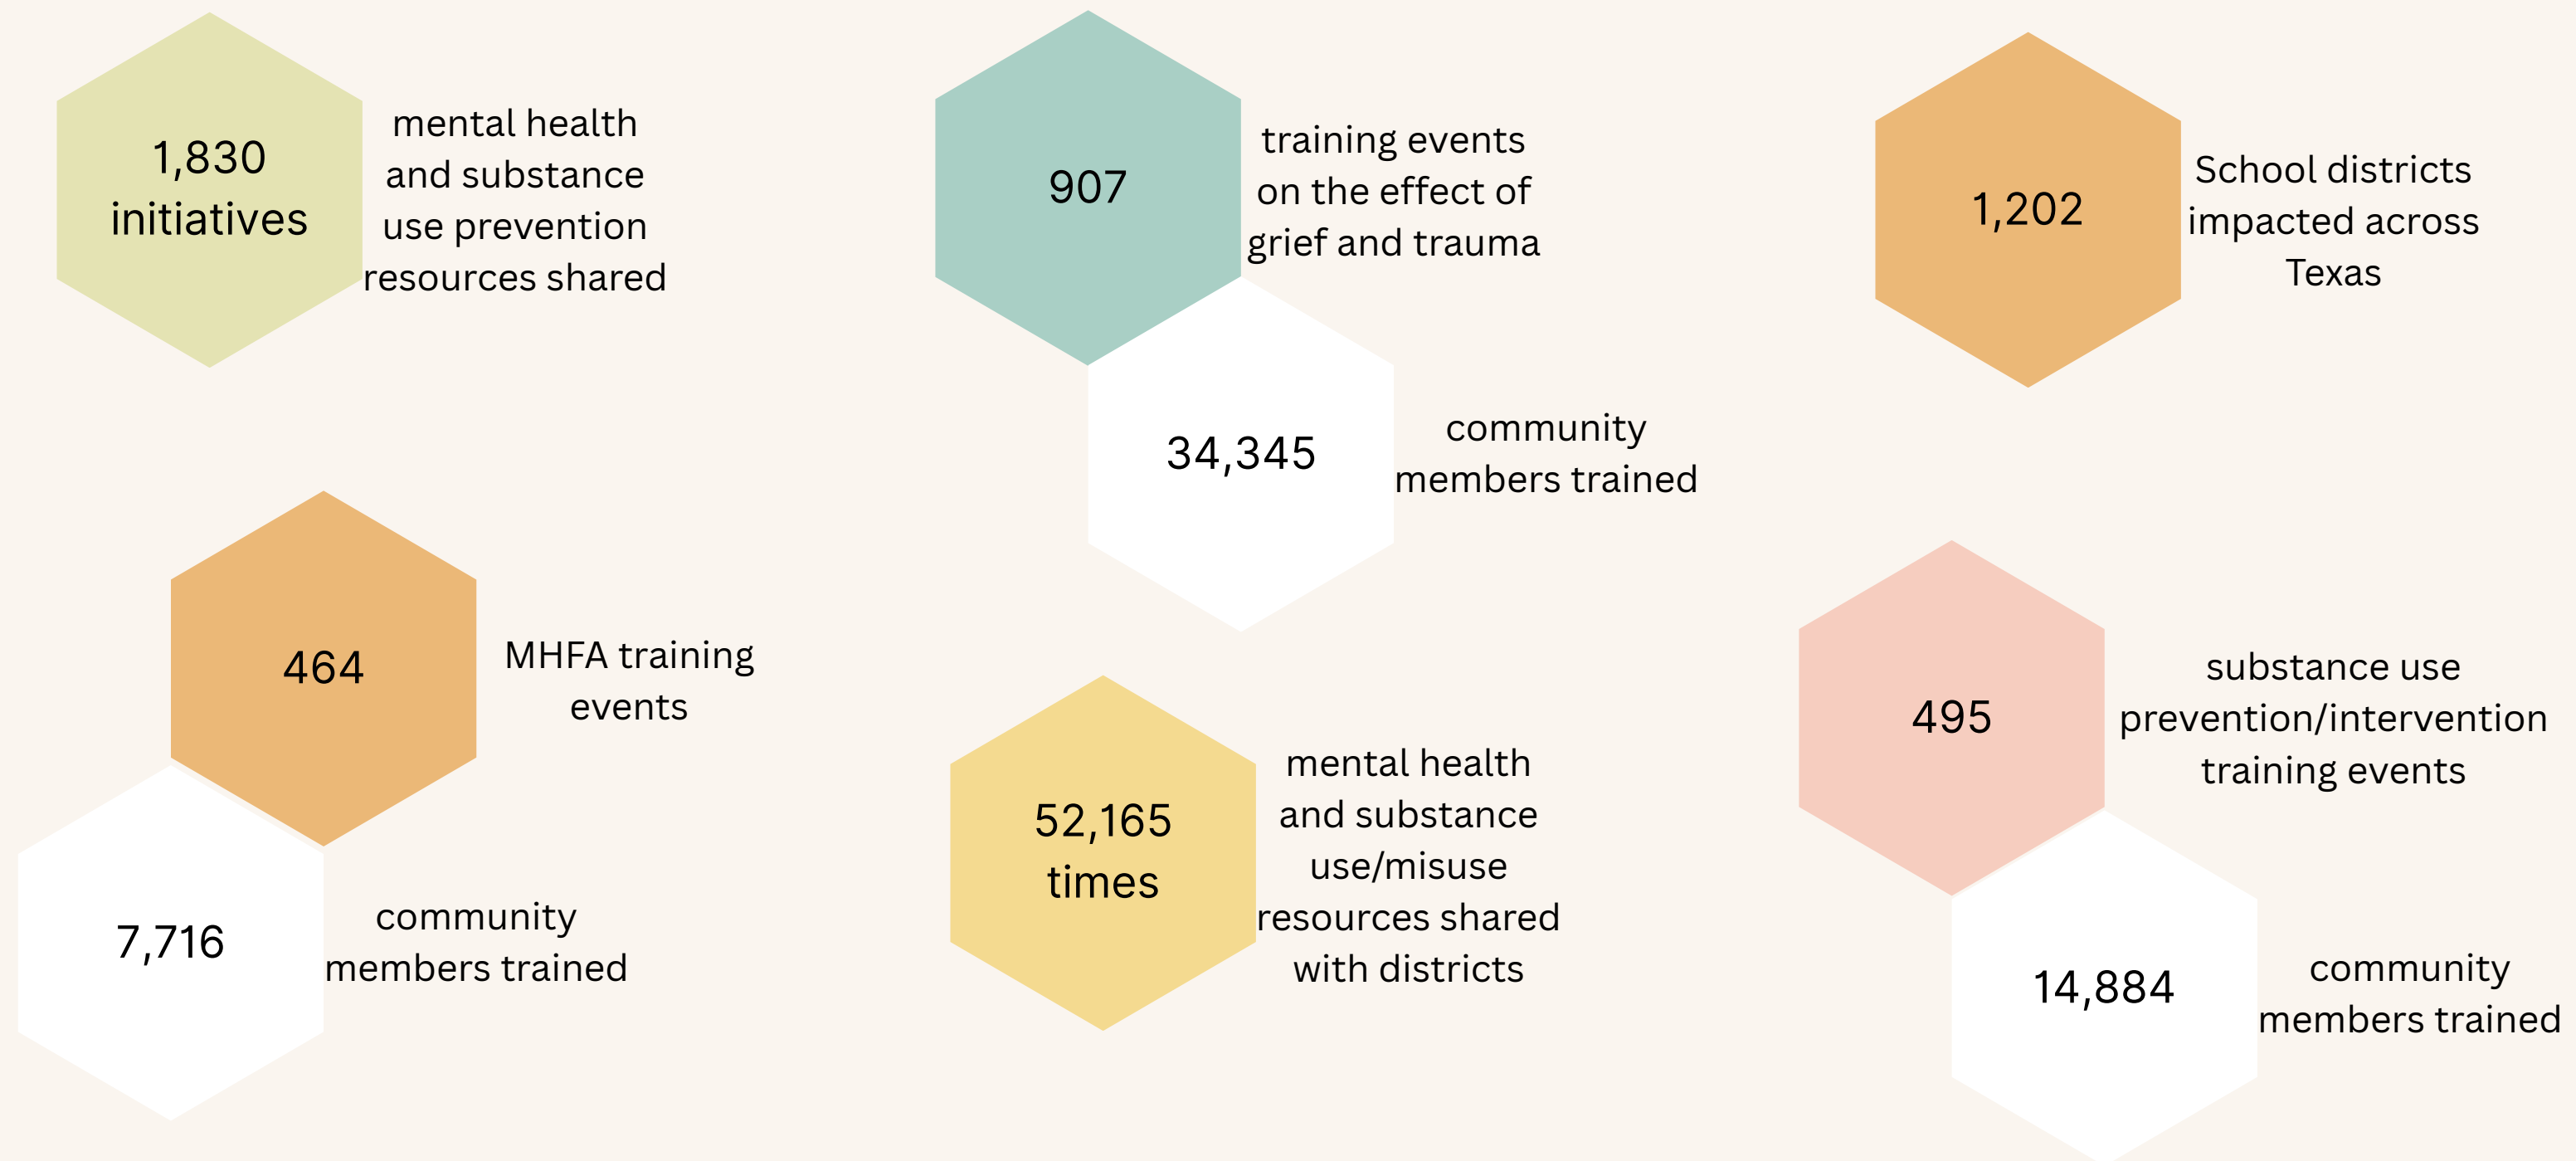 1,830
initiatives
mental health
and substance
use prevention
resources shared
907
training events
on the effect of
grief and trauma
34,345
community
members trained
1,202
School districts
impacted across
Texas
464
MHFA training
events
7,716
community
members trained
52,165
times
mental health
and substance
use/misuse
resources shared
with districts
495
substance use
prevention/intervention
training events
14,884
community
members trained